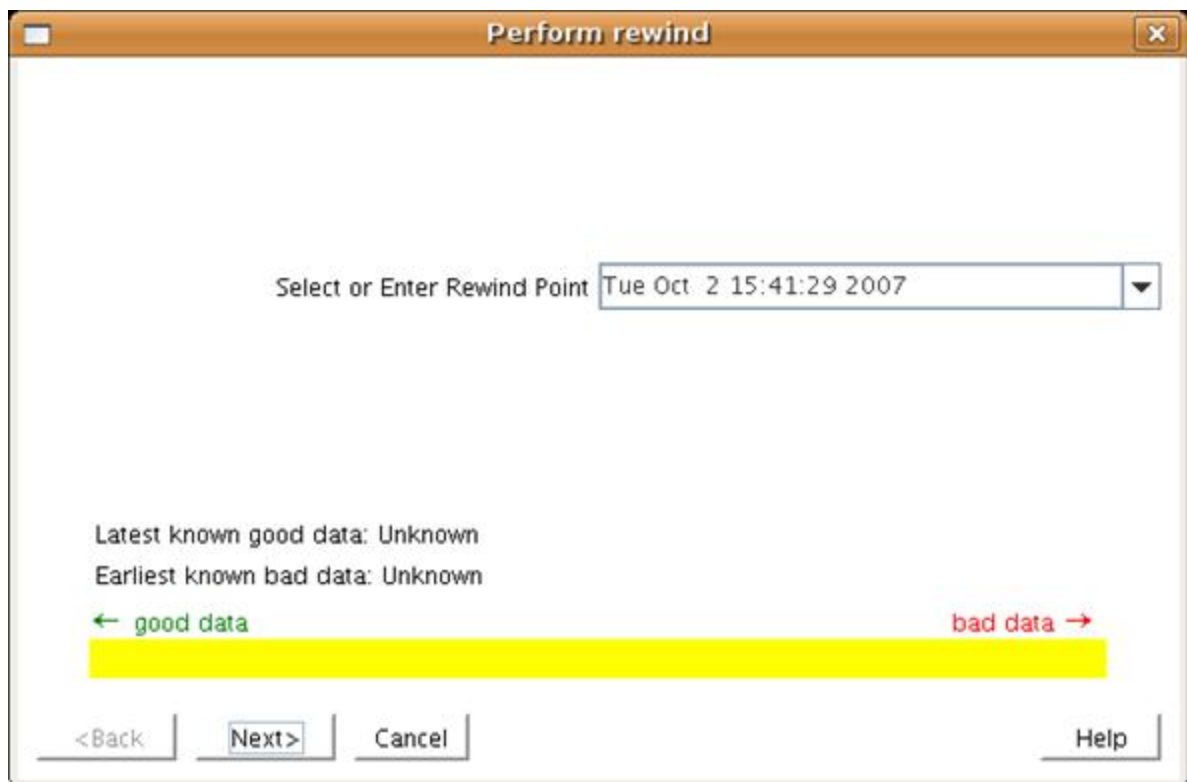 Perform rewind
Select or Enter Rewind Point Tue Oct  2 15:41:29 2007
Latest known good data: Unknown
Earliest known bad data: Unknown
← good data bad data →
<Back Next> Cancel Help